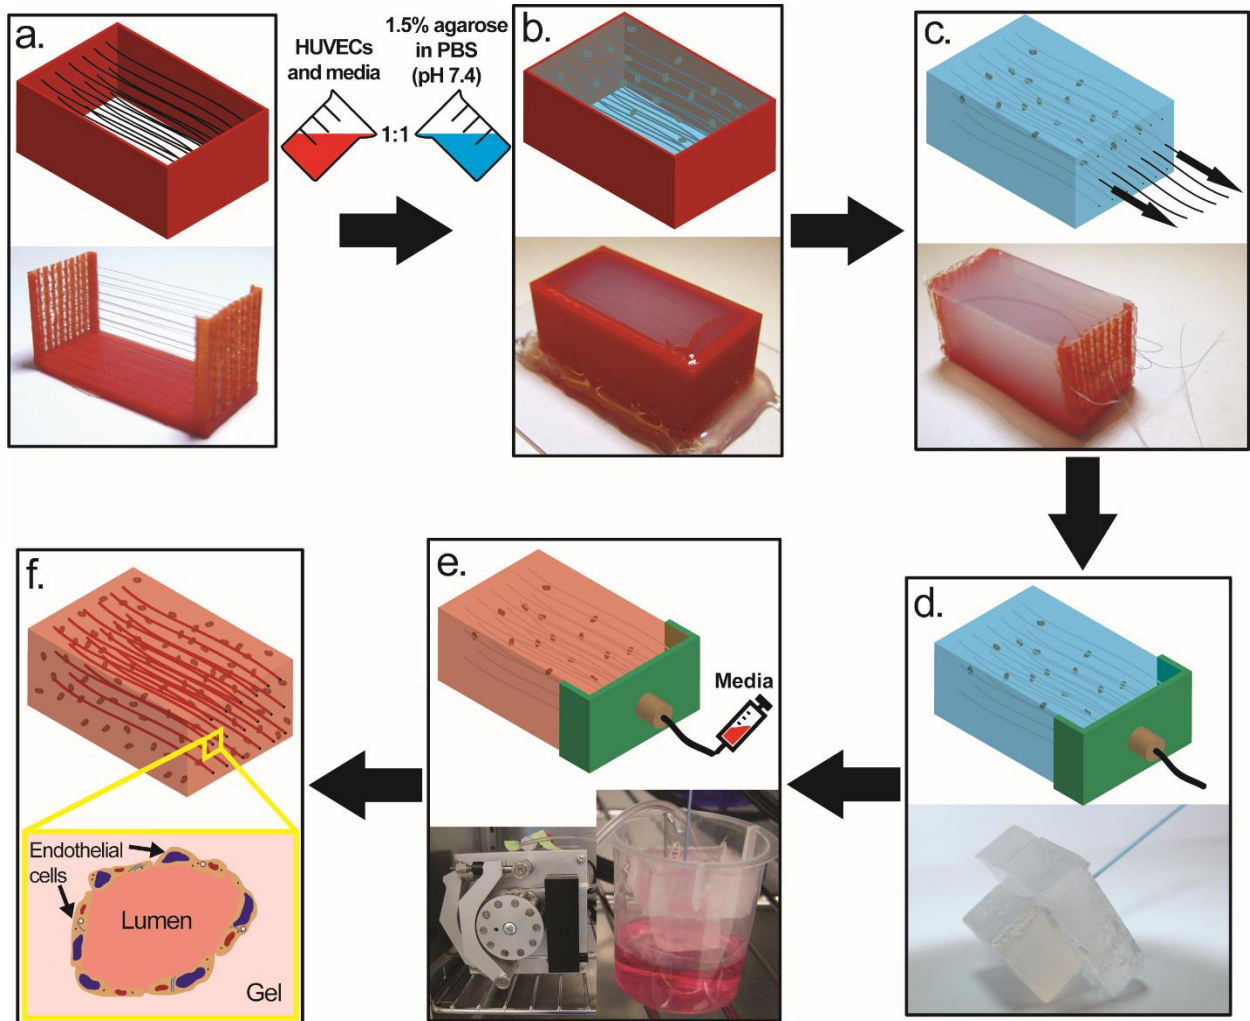 a.
HUVECs
and media
1:1
1.5% agarose
in PBS
(pH 7.4)
b.
c.
d.
e.
Media
f.
Endothelial
cells
Lumen
Gel